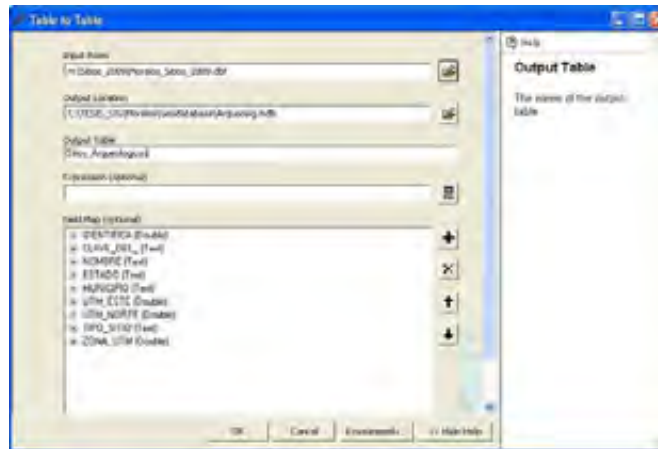 Table to Table
Input Rows
Output Location
Output Table
Expression (optional)
Field Map (optional)
IDENTIFICA (Double)
(Text)
NOMBRE (Text)
ESTADO (Text)
MUNICIPIO (Text)
UTM_ESTE (Double)
UTM_NORTE (Double)
TIPO_SITIO (Text)
ZONA_UTM (Double)
OK
Cancel
Environments...
<< Hide Help
Help
Output Table
The name of the output
table